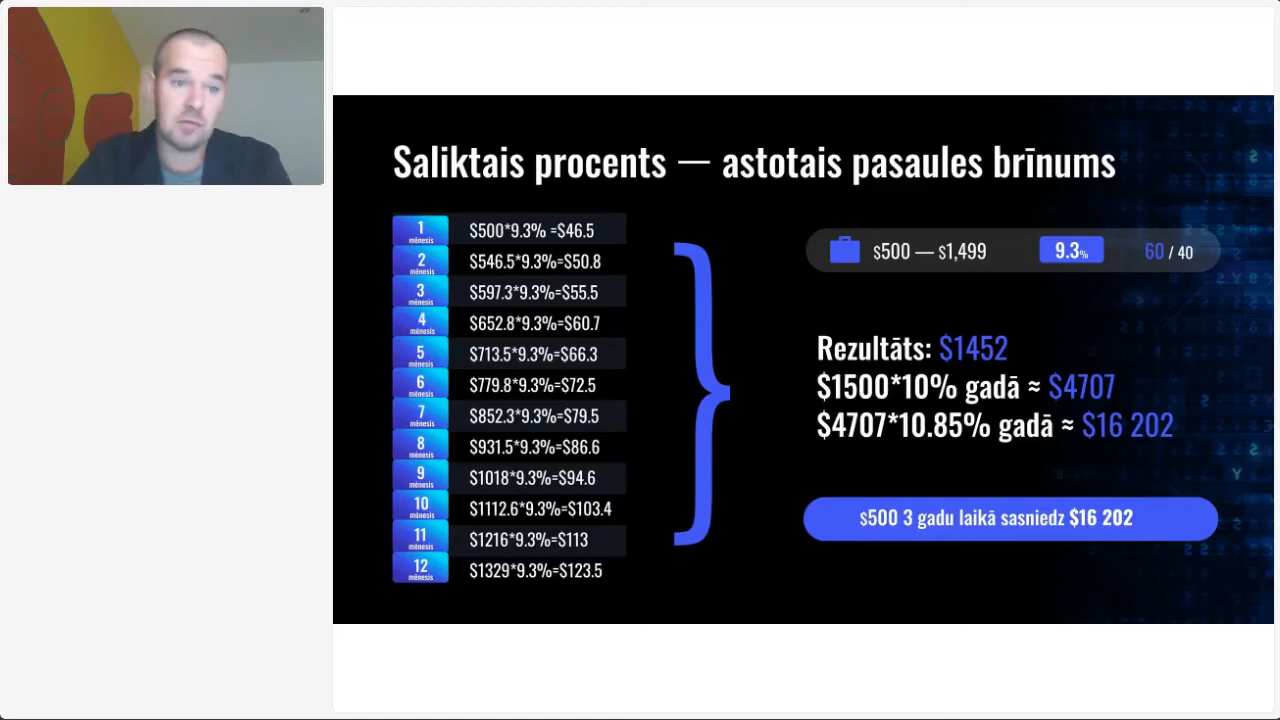 Saliktais procents — astotais pasaules brīnums
1 mēnesis $500*9.3% =$46.5
2 mēnesis $546.5*9.3%=$50.8
3 mēnesis $597.3*9.3%=$55.5
4 mēnesis $652.8*9.3%=$60.7
5 mēnesis $713.5*9.3%=$66.3
6 mēnesis $779.8*9.3%=$72.5
7 mēnesis $852.3*9.3%=$79.5
8 mēnesis $931.5*9.3%=$86.6
9 mēnesis $1018*9.3%=$94.6
10 mēnesis $1112.6*9.3%=$103.4
11 mēnesis $1216*9.3%=$113
12 mēnesis $1329*9.3%=$123.5
$500 — $1,499 9.3% 60 / 40
Rezultāts: $1452
$1500*10% gadā ≈ $4707
$4707*10.85% gadā ≈ $16 202
$500 3 gadu laikā sasniedz $16 202